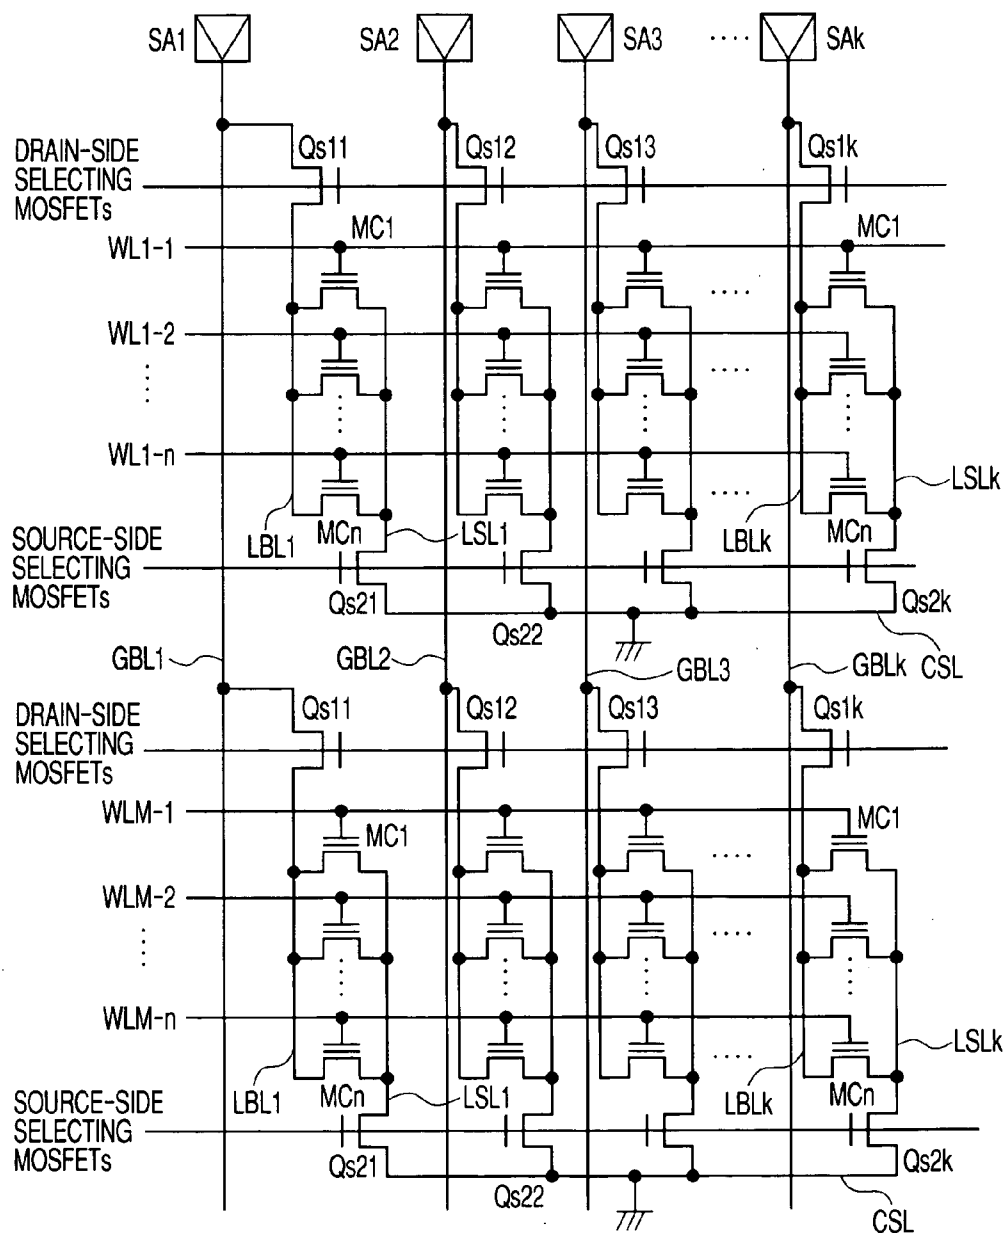 SA1 SA2 SA3 ···· SAk
Qs11 Qs12 Qs13 Qs1k
DRAIN-SIDE
SELECTING
MOSFETs
MC1 MC1
WL1-1
····
WL1-2
····
WL1-n
LSLk
····
LBL1 MCn LSL1 LBLk MCn
SOURCE-SIDE
SELECTING
MOSFETs
Qs21 Qs22 Qs2k
GBL1 GBL2 GBL3 GBLk CSL
Qs11 Qs12 Qs13 Qs1k
DRAIN-SIDE
SELECTING
MOSFETs
WLM-1
MC1 MC1
····
WLM-2
····
WLM-n
LSLk
····
LBL1 MCn LSL1 LBLk MCn
SOURCE-SIDE
SELECTING
MOSFETs
Qs21 Qs22 Qs2k
CSL